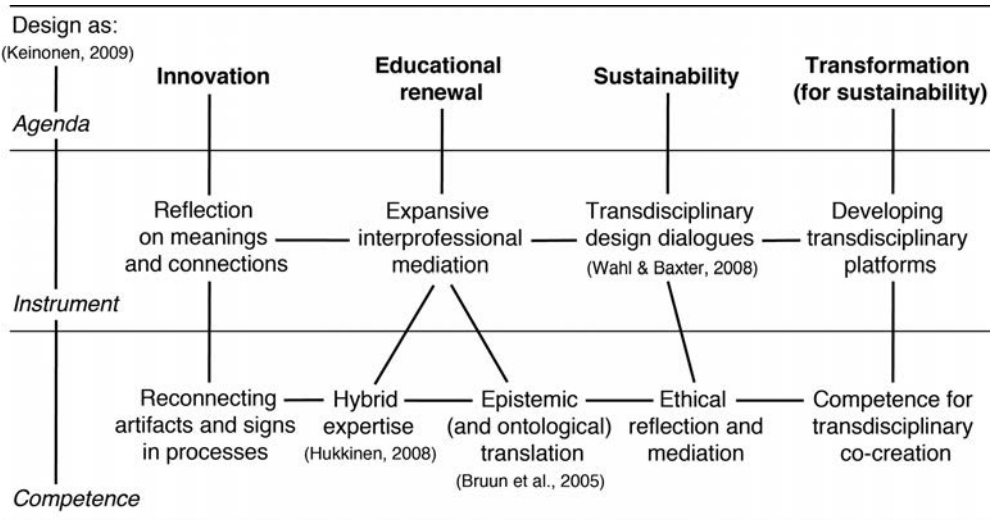 Design as:
(Keinonen, 2009)
Innovation
Educational
renewal
Sustainability
Transformation
(for sustainability)
Agenda
Reflection
on meanings
and connections
Expansive
interprofessional
mediation
Transdisciplinary
design dialogues
(Wahl & Baxter, 2008)
Developing
transdisciplinary
platforms
Instrument
Reconnecting
artifacts and signs
in processes
Hybrid
expertise
(Hukkinen, 2008)
Epistemic
(and ontological)
translation
(Bruun et al., 2005)
Ethical
reflection and
mediation
Competence for
transdisciplinary
co-creation
Competence